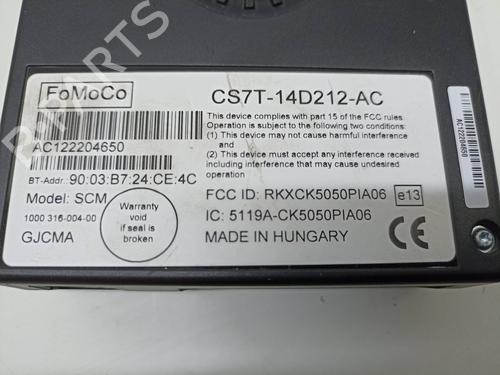 FoMoCo
CS7T-14D212-AC
This device complies with part 15 of the FCC rules.
Operation is subject to the following two conditions:
(1) This device may not cause harmful interference
and
(2) This device must accept any interference received
including interference that may cause undesired
operation
AC122204650
BT-Addr.: 90:03:B7:24:CE:4C
Model: SCM
1000 316-004-00
GJCMA
Warranty
void
if seal is
broken
FCC ID: RKXCK5050PIA06
e13
IC: 5119A-CK5050PIA06
MADE IN HUNGARY
CE
AC122204650